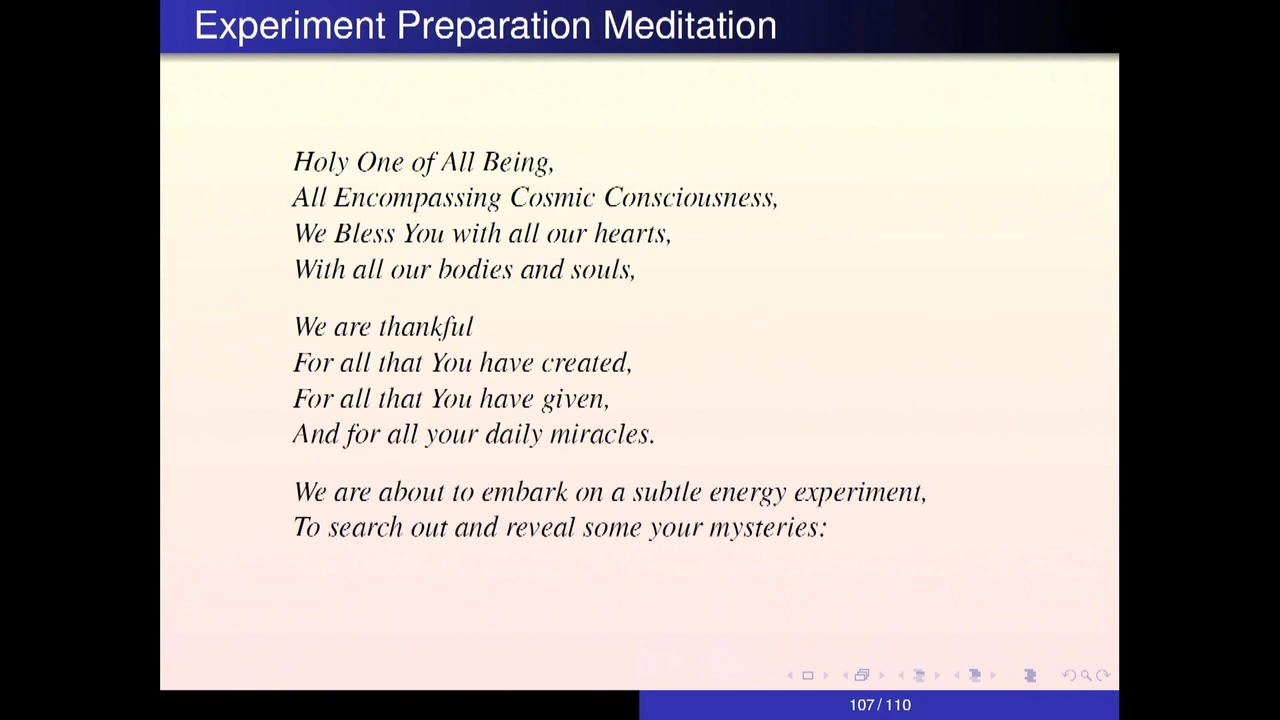 Experiment Preparation Meditation
Holy One of All Being,
All Encompassing Cosmic Consciousness,
We Bless You with all our hearts,
With all our bodies and souls,
We are thankful
For all that You have created,
For all that You have given,
And for all your daily miracles.
We are about to embark on a subtle energy experiment,
To search out and reveal some your mysteries:
107 / 110